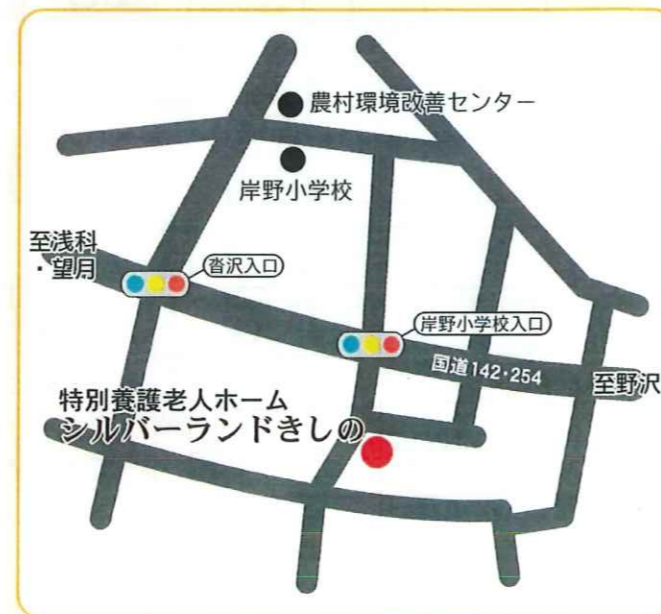 農村環境改善センター
岸野小学校
至浅科
・望月
沓沢入口
岸野小学校入口
国道142・254
至野沢
特別養護老人ホーム
シルバーランドきしの